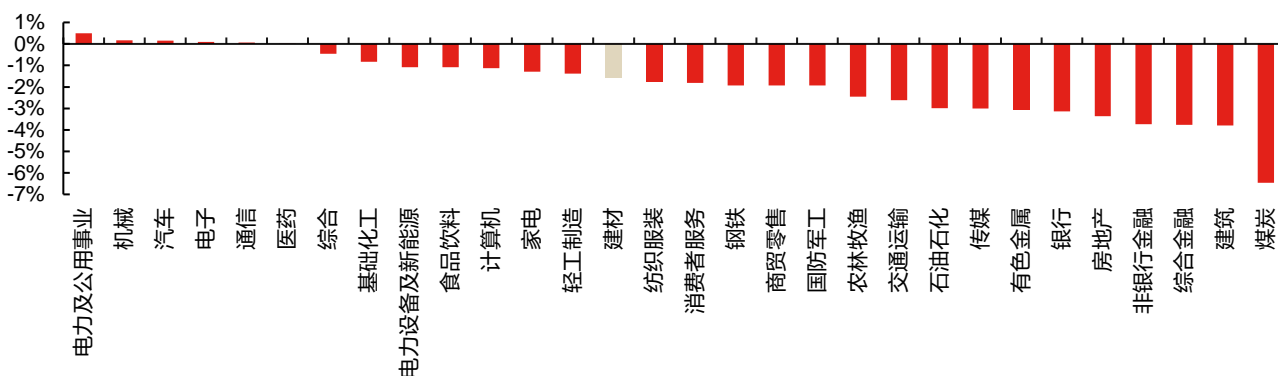 1%
0%
-1%
-2%
-3%
-4%
-5%
-6%
-7%
电力及公用事业
机械
汽车
电子
通信
医药
综合
基础化工
电力设备及新能源
食品饮料
计算机
家电
轻工制造
建材
纺织服装
消费者服务
钢铁
商贸零售
国防军工
农林牧渔
交通运输
石油石化
传媒
有色金属
银行
房地产
非银行金融
综合金融
建筑
煤炭